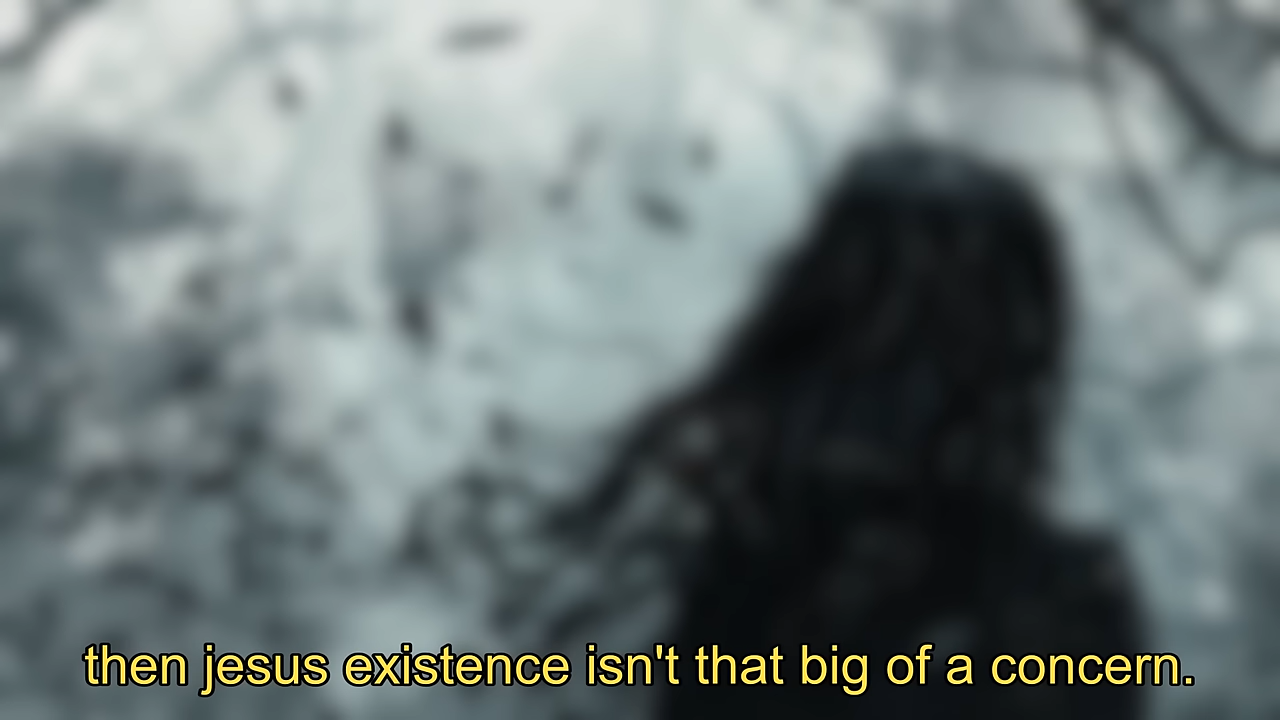 then jesus existence isn't that big of a concern.